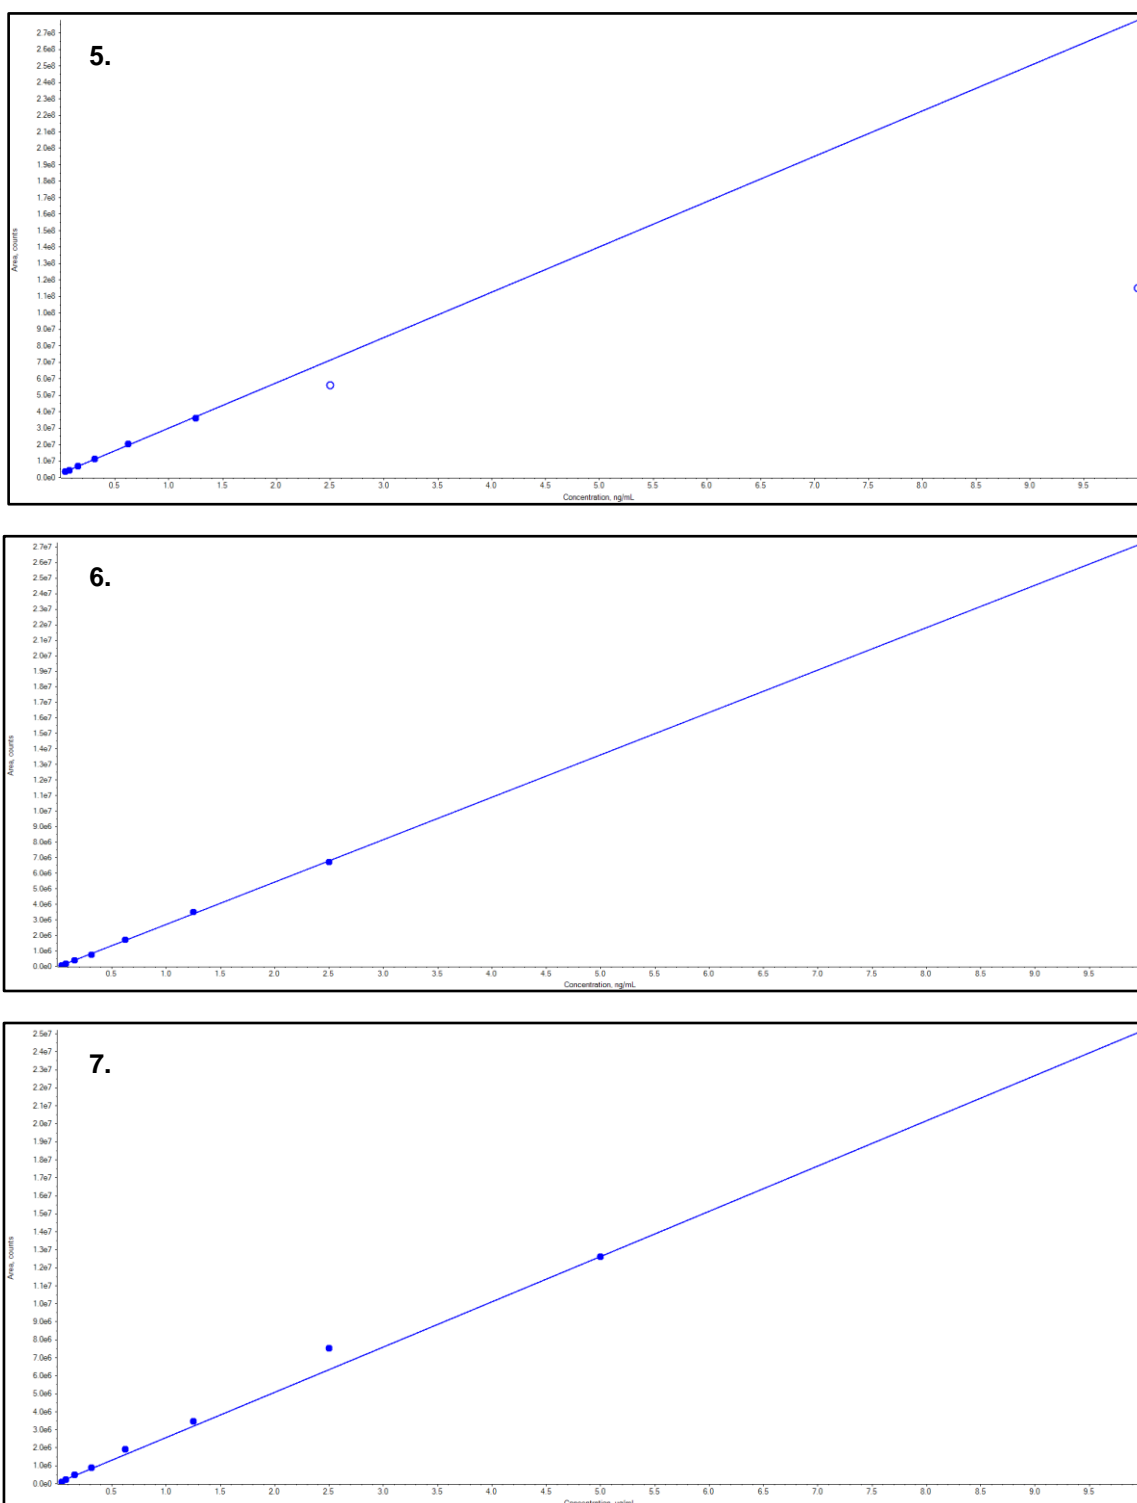 5.
2.7e8
2.6e8
2.5e8
2.4e8
2.3e8
2.2e8
2.1e8
2.0e8
1.9e8
1.8e8
1.7e8
1.6e8
1.5e8
1.4e8
1.3e8
1.2e8
1.1e8
1.0e8
9.0e7
8.0e7
7.0e7
6.0e7
5.0e7
4.0e7
3.0e7
2.0e7
1.0e7
0.0e0
Area, counts
0.5 1.0 1.5 2.0 2.5 3.0 3.5 4.0 4.5 5.0 5.5 6.0 6.5 7.0 7.5 8.0 8.5 9.0 9.5
Concentration, ng/mL
6.
2.7e7
2.6e7
2.5e7
2.4e7
2.3e7
2.2e7
2.1e7
2.0e7
1.9e7
1.8e7
1.7e7
1.6e7
1.5e7
1.4e7
1.3e7
1.2e7
1.1e7
1.0e7
9.0e6
8.0e6
7.0e6
6.0e6
5.0e6
4.0e6
3.0e6
2.0e6
1.0e6
0.0e0
Area, counts
0.5 1.0 1.5 2.0 2.5 3.0 3.5 4.0 4.5 5.0 5.5 6.0 6.5 7.0 7.5 8.0 8.5 9.0 9.5
Concentration, ng/mL
7.
2.5e7
2.4e7
2.3e7
2.2e7
2.1e7
2.0e7
1.9e7
1.8e7
1.7e7
1.6e7
1.5e7
1.4e7
1.3e7
1.2e7
1.1e7
1.0e7
9.0e6
8.0e6
7.0e6
6.0e6
5.0e6
4.0e6
3.0e6
2.0e6
1.0e6
0.0e0
Area, counts
0.5 1.0 1.5 2.0 2.5 3.0 3.5 4.0 4.5 5.0 5.5 6.0 6.5 7.0 7.5 8.0 8.5 9.0 9.5
Concentration,